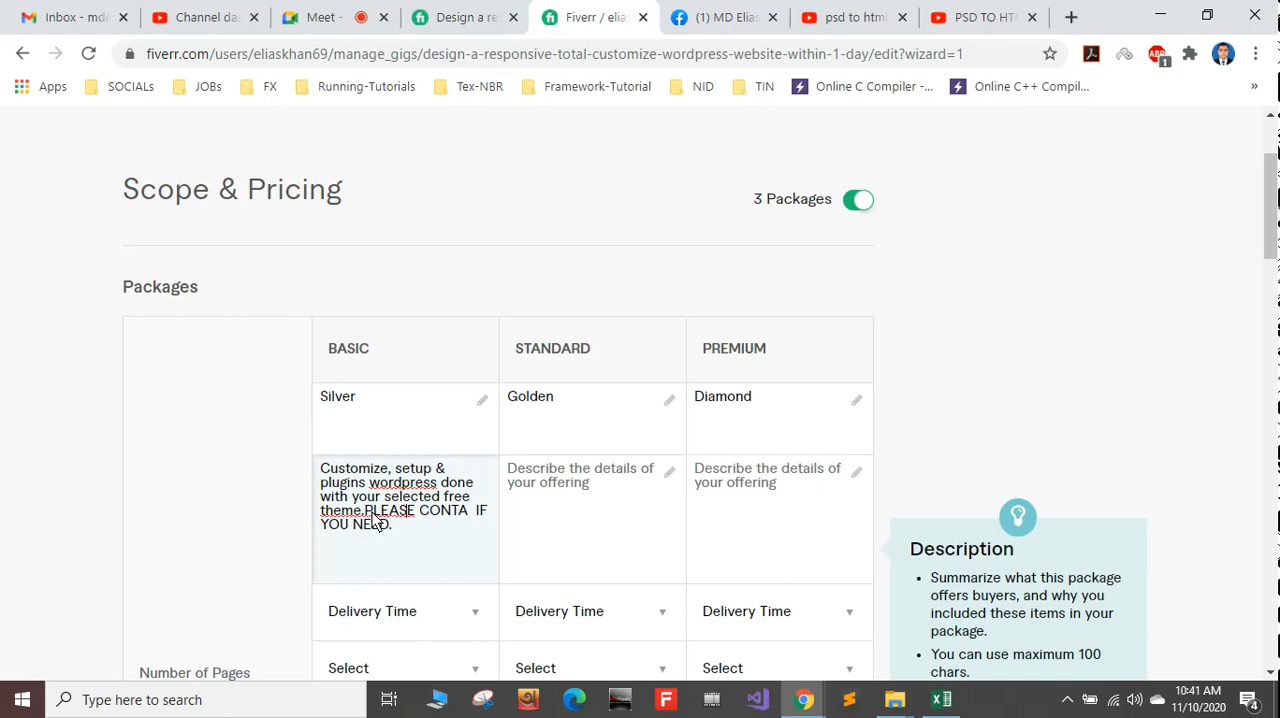 Inbox - mde
Channel das
Meet -
Design a re
Fiverr / elia
(1) MD Elias
psd to html
PSD TO HT
fiverr.com/users/eliaskhan69/manage_gigs/design-a-responsive-total-customize-wordpress-website-within-1-day/edit?wizard=1
ABP
1
Apps
SOCIALs
JOBs
FX
Running-Tutorials
Tex-NBR
Framework-Tutorial
NID
TIN
Online C Compiler -...
Online C++ Compil...
»
Scope & Pricing
3 Packages
Packages
BASIC
STANDARD
PREMIUM
Silver
Golden
Diamond
Customize, setup &
plugins wordpress done
with your selected free
theme.PLEASE CONTA IF
YOU NEED.
Describe the details of
your offering
Describe the details of
your offering
Description
• Summarize what this package
offers buyers, and why you
included these items in your
package.
• You can use maximum 100
chars.
Delivery Time
Delivery Time
Delivery Time
Number of Pages
Select
Select
Select
Type here to search
10:41 AM
11/10/2020
4